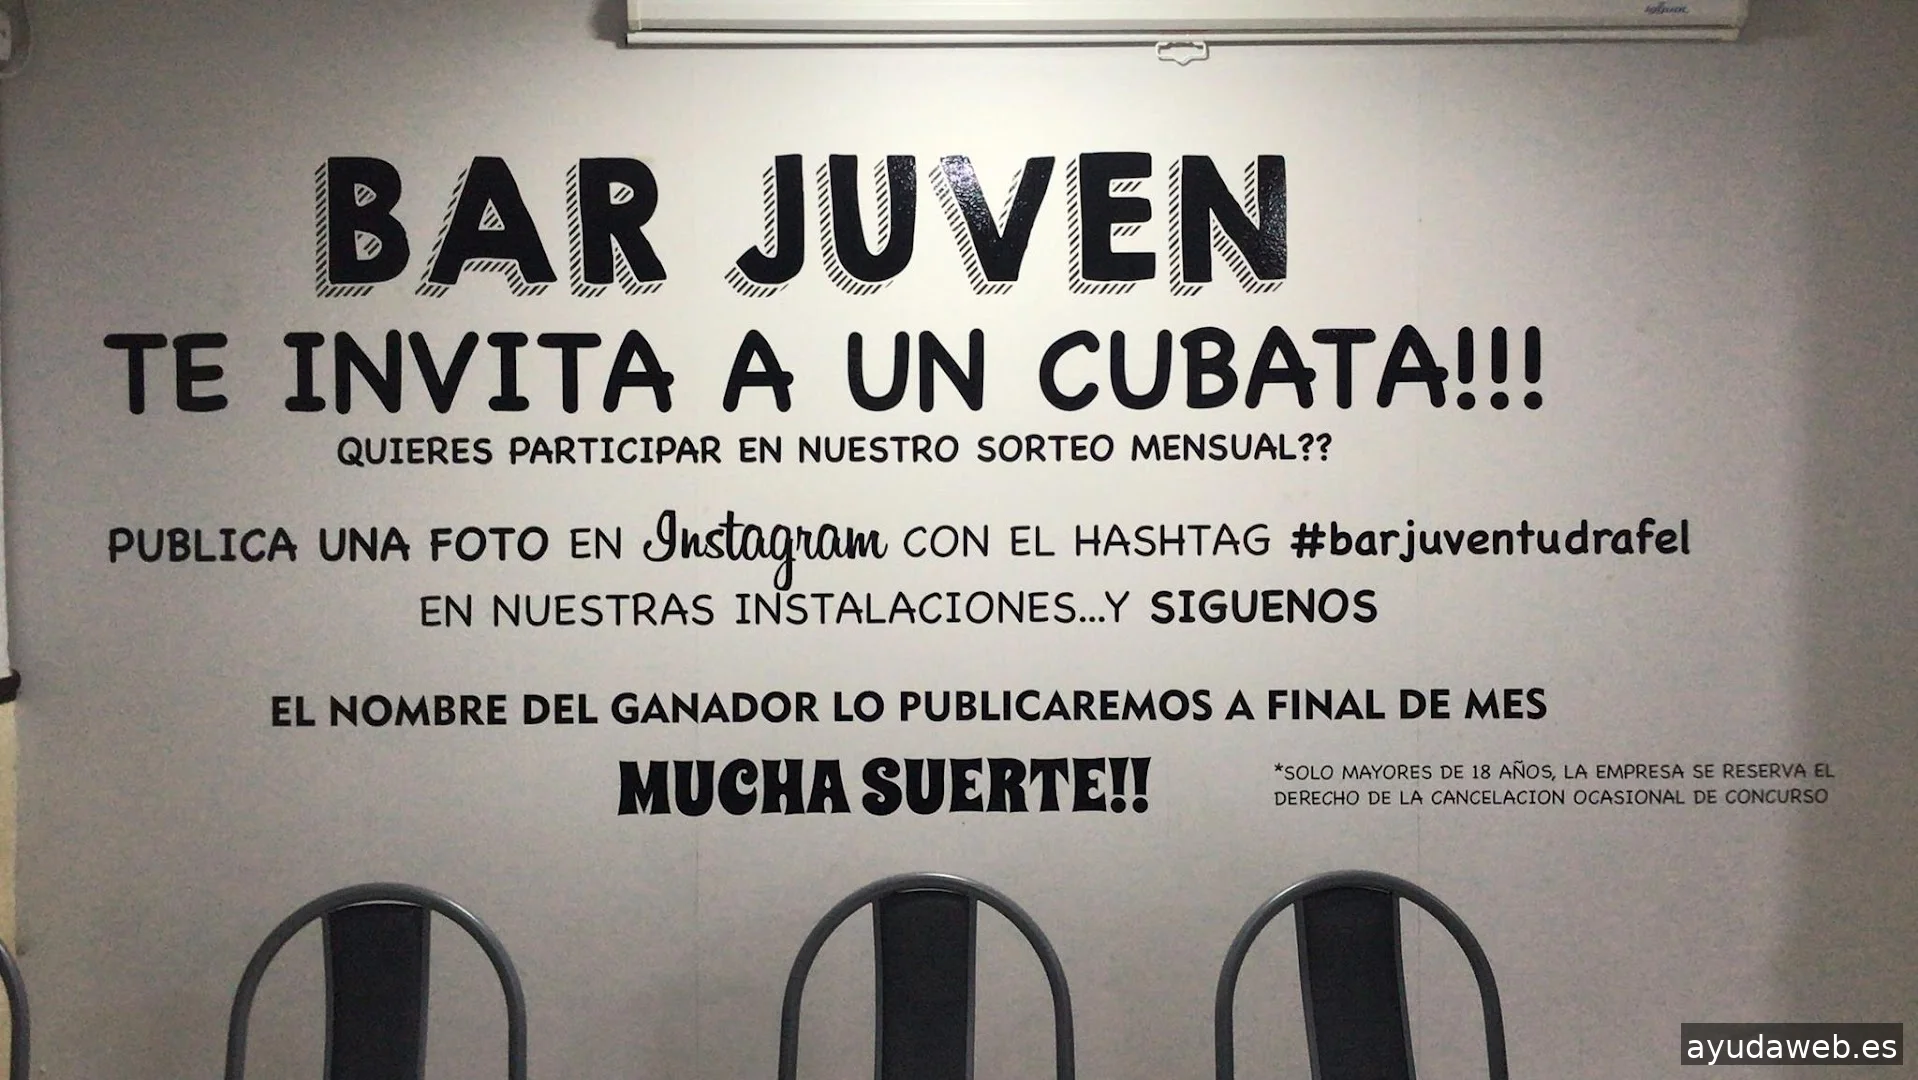 BAR JUVEN
TE INVITA A UN CUBATA!!!
QUIERES PARTICIPAR EN NUESTRO SORTEO MENSUAL??
PUBLICA UNA FOTO EN Instagram CON EL HASHTAG #barjuventudrafel
EN NUESTRAS INSTALACIONES...Y SIGUENOS
EL NOMBRE DEL GANADOR LO PUBLICAREMOS A FINAL DE MES
MUCHA SUERTE!!
*SOLO MAYORES DE 18 AÑOS, LA EMPRESA SE RESERVA EL
DERECHO DE LA CANCELACION OCASIONAL DE CONCURSO
ayudaweb.es